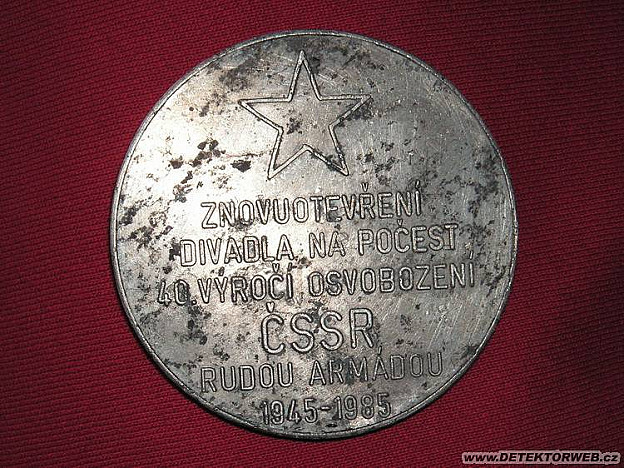 ZNOVUOTEVŘENÍ
DIVADLA NA POČEST
40. VÝROČÍ OSVOBOZENÍ
ČSSR
RUDOU ARMÁDOU
1945-1985
www.DETEKTORWEB.cz